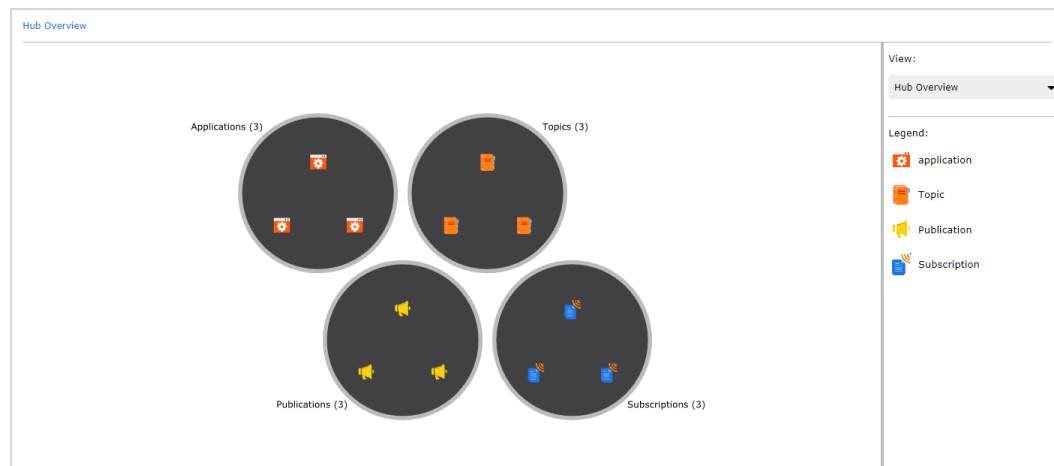 Hub Overview
View:
Hub Overview
Applications (3)
Topics (3)
Legend:
application
Topic
Publication
Subscription
Publications (3)
Subscriptions (3)